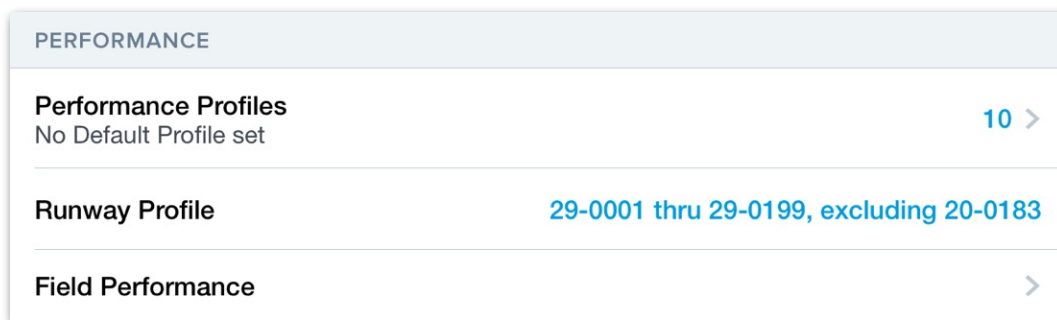 PERFORMANCE
Performance Profiles
No Default Profile set
10
Runway Profile
29-0001 thru 29-0199, excluding 20-0183
Field Performance